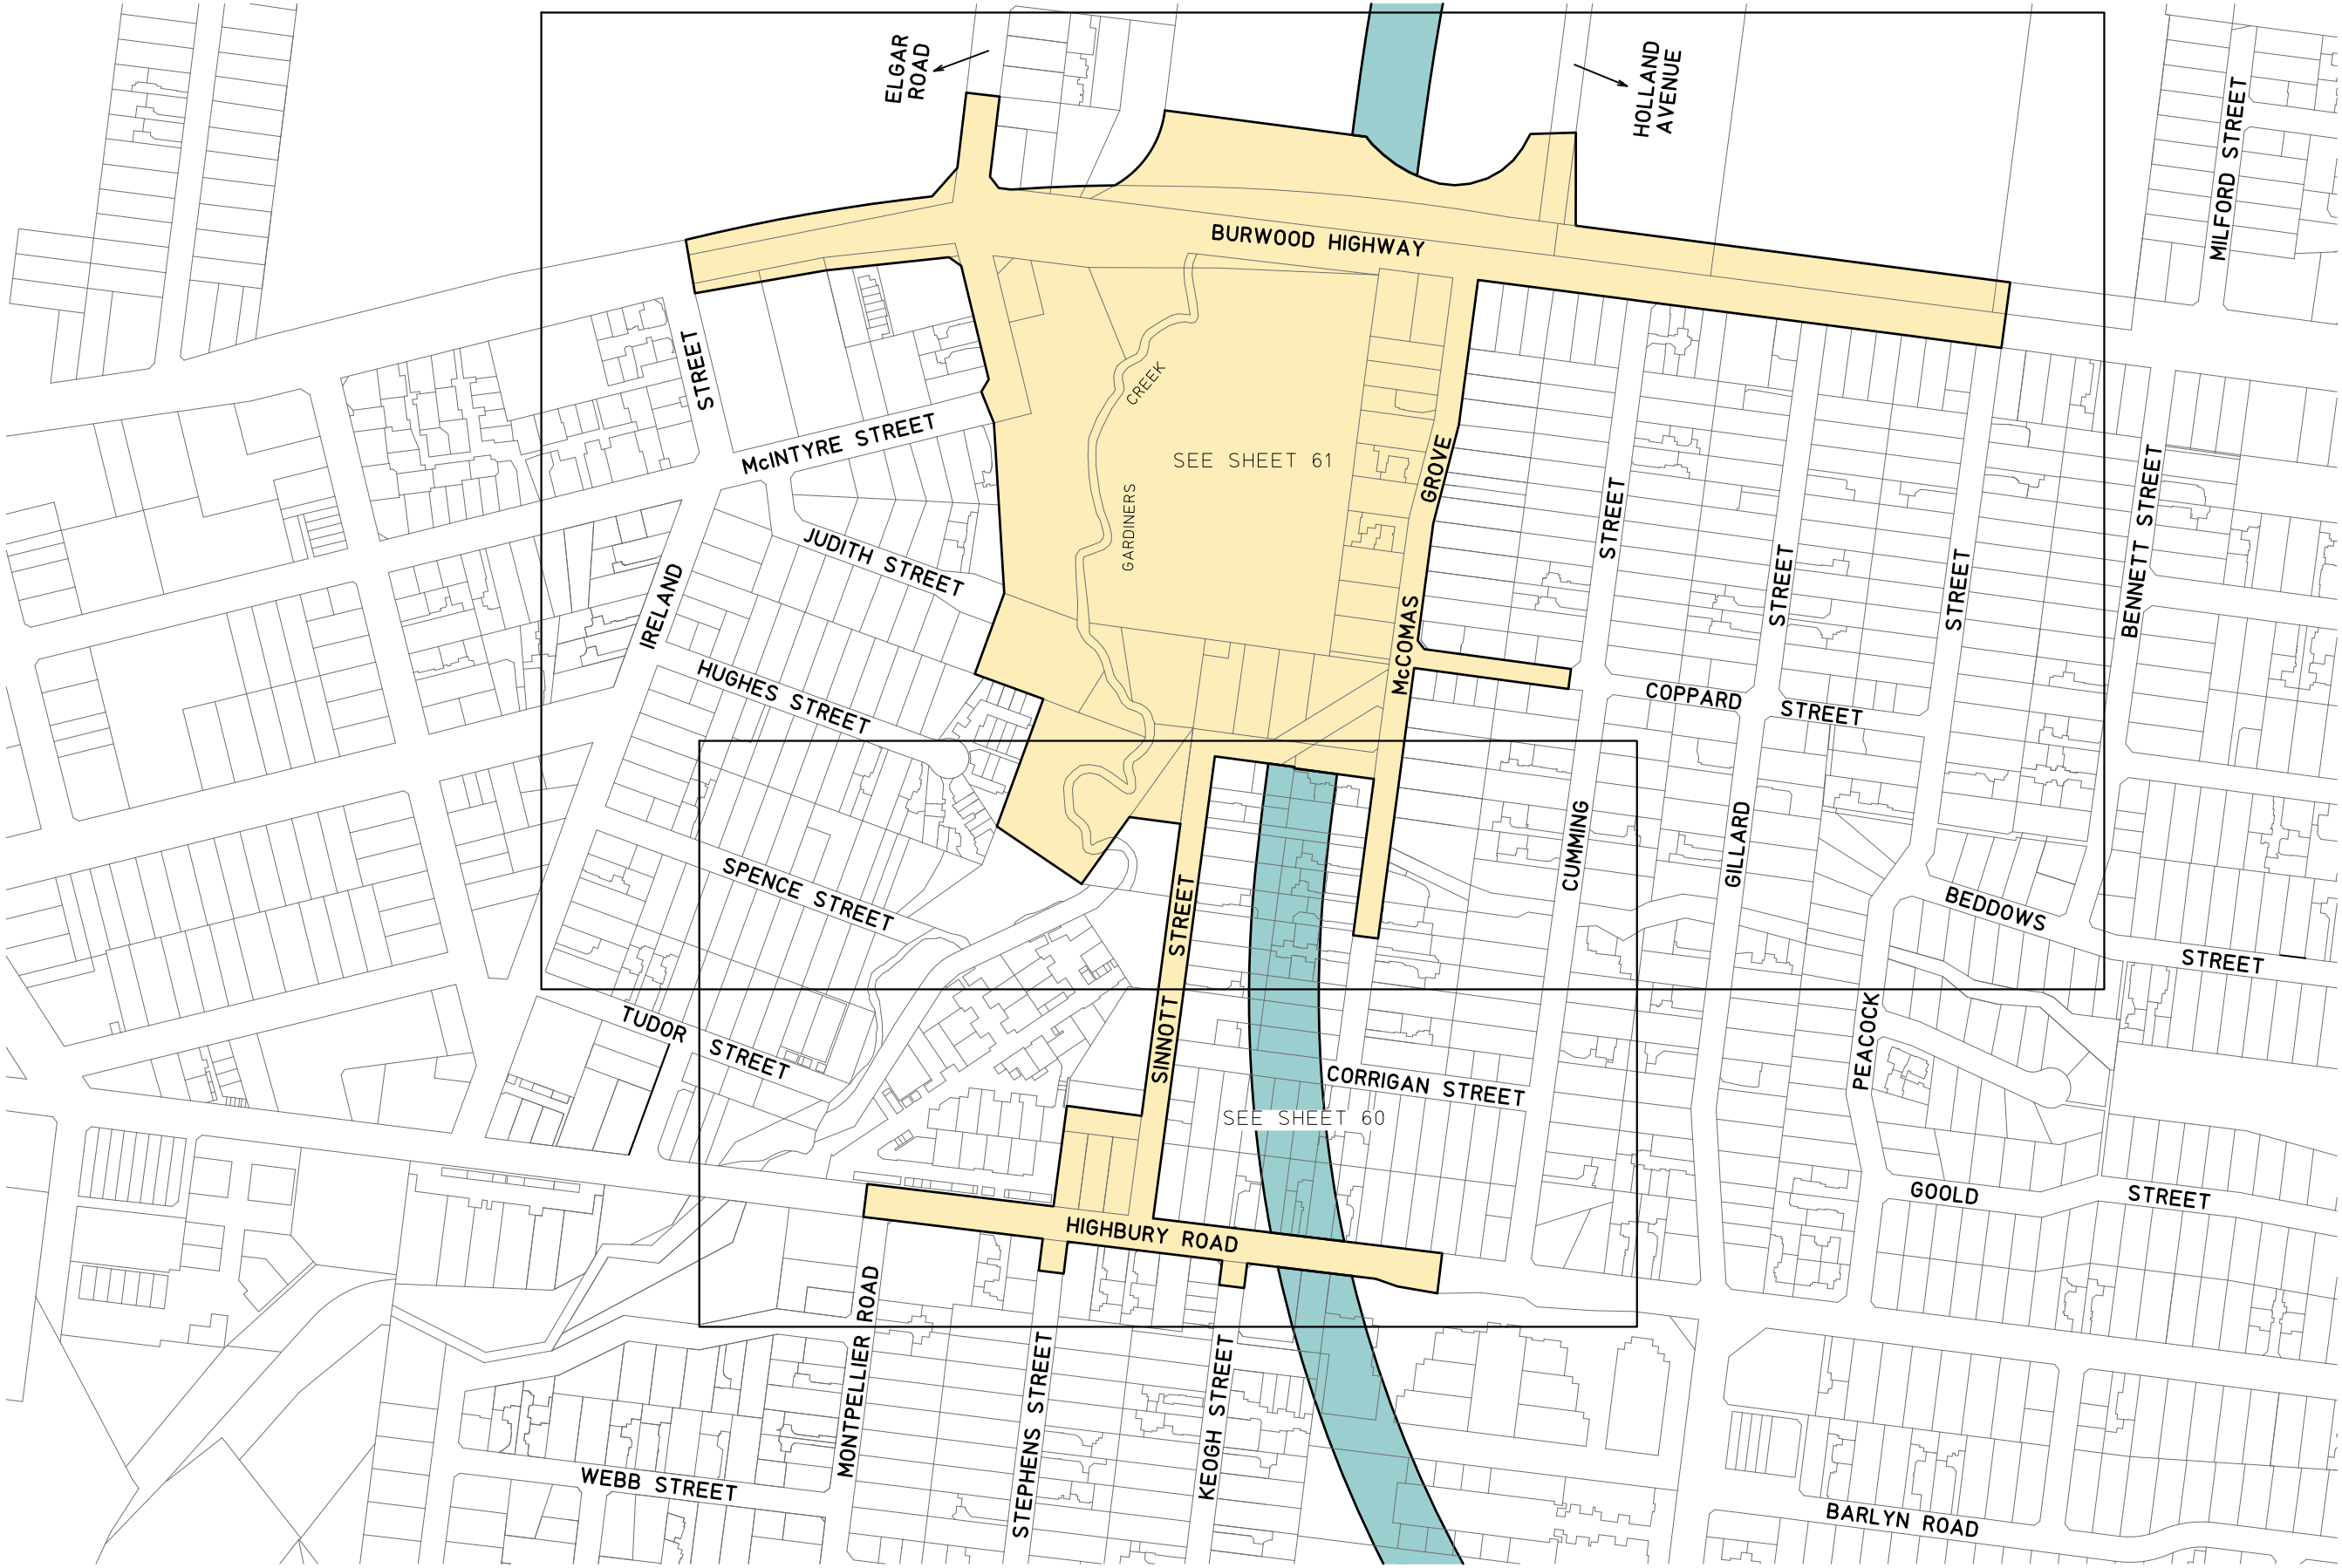 ELGAR
ROAD
HOLLAND
AVENUE
MILFORD STREET
BURWOOD HIGHWAY
STREET
CREEK
McINTYRE STREET
SEE SHEET 61
GROVE
GARDINERS
STREET
STREET
STREET
BENNETT STREET
JUDITH STREET
IRELAND
McCOMAS
HUGHES STREET
COPPARD
STREET
CUMMING
GILLARD
SPENCE STREET
STREET
BEDDOWS
STREET
TUDOR STREET
SINNOTT
PEACOCK
CORRIGAN STREET
SEE SHEET 60
GOOLD
STREET
HIGHBURY ROAD
MONTPELLIER ROAD
STEPHENS STREET
KEOGH STREET
WEBB STREET
BARLYN ROAD